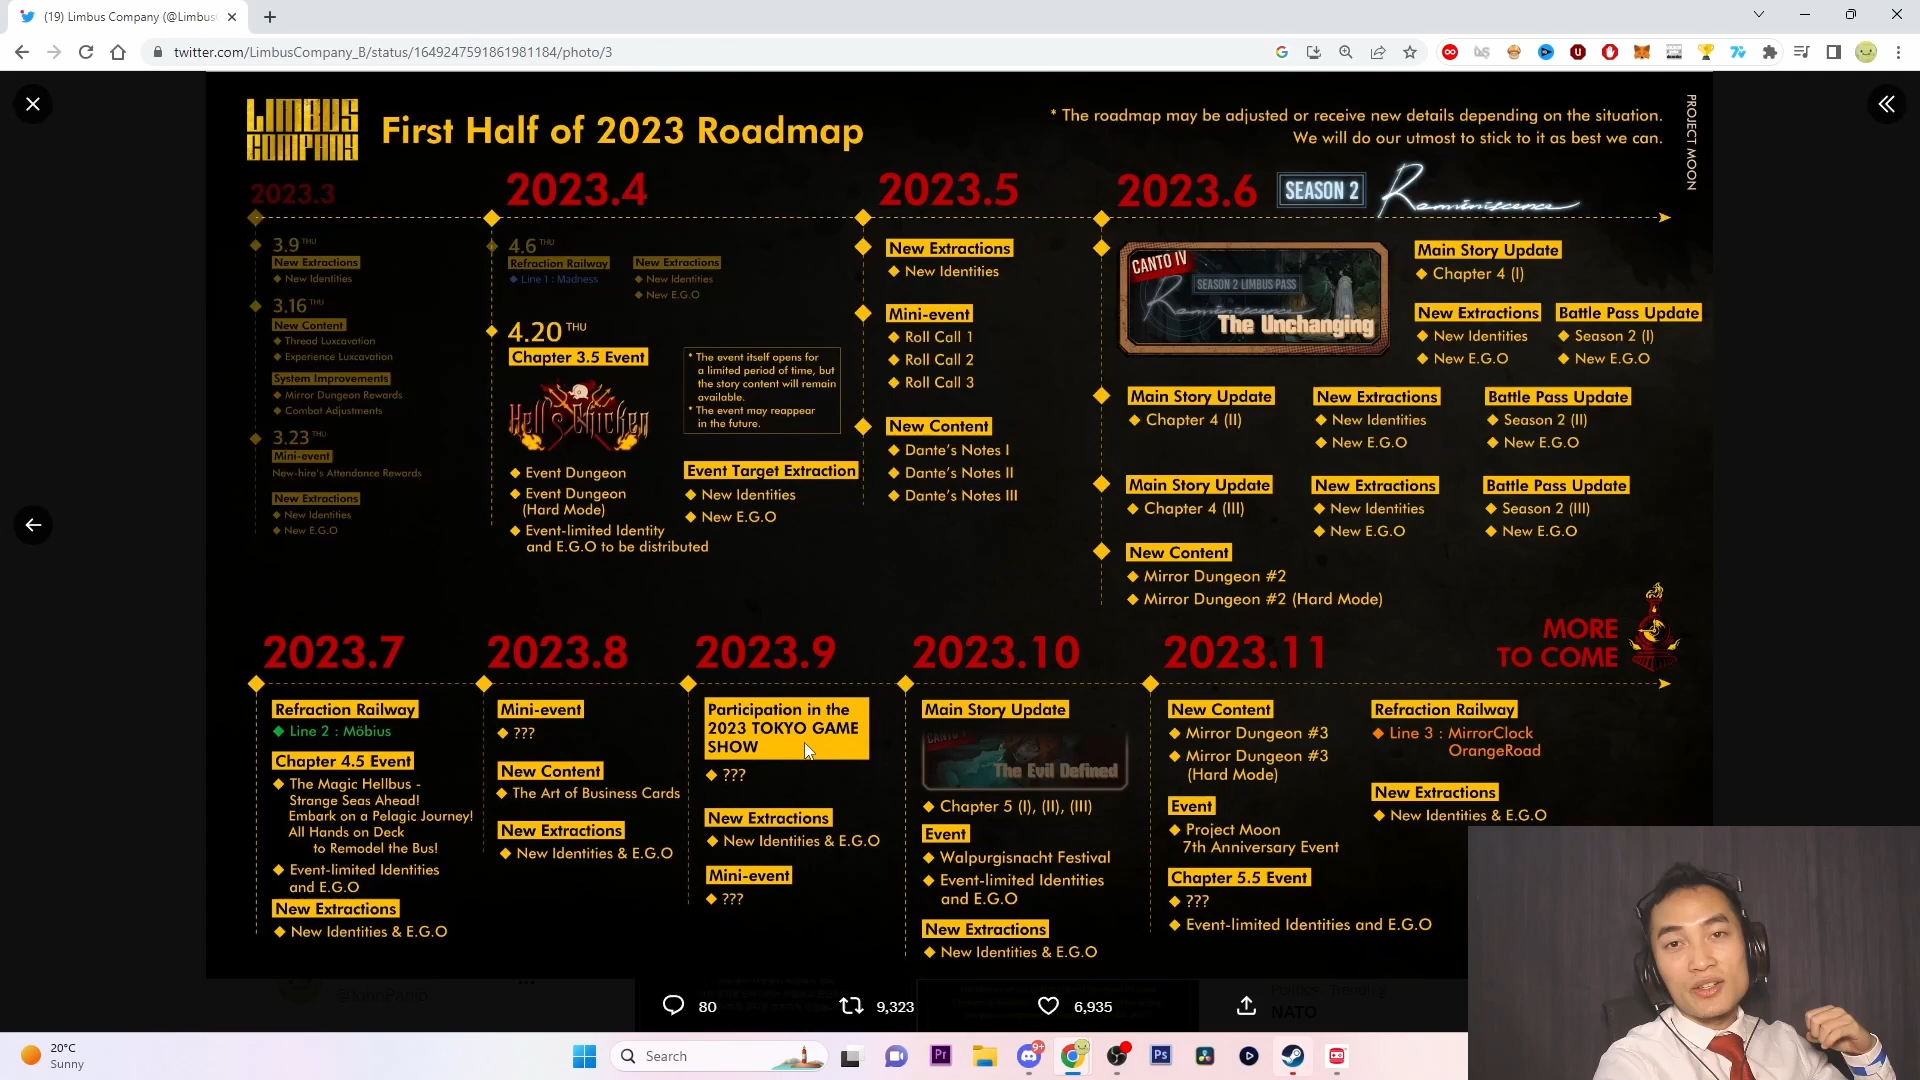 (19) Limbus Company (@Limbus
twitter.com/LimbusCompany_B/status/1649247591861981184/photo/3
LIMBUS COMPANY
First Half of 2023 Roadmap
* The roadmap may be adjusted or receive new details depending on the situation.
We will do our utmost to stick to it as best we can.
PROJECT MOON
2023.3
3.9 THU
New Extractions
New Identities
3.16 THU
New Content
Thread Luxcavation
Experience Luxcavation
System Improvements
Mirror Dungeon Rewards
Combat Adjustments
3.23 THU
Mini-event
New-hire's Attendance Rewards
New Extractions
New Identities
New E.G.O
2023.4
4.6 THU
Refraction Railway
Line 1 : Madness
New Extractions
New Identities
New E.G.O
4.20 THU
Chapter 3.5 Event
Hell's Chicken
* The event itself opens for
a limited period of time, but
the story content will remain
available.
* The event may reappear
in the future.
Event Dungeon
Event Dungeon
(Hard Mode)
Event-limited Identity
and E.G.O to be distributed
Event Target Extraction
New Identities
New E.G.O
2023.5
New Extractions
New Identities
Mini-event
Roll Call 1
Roll Call 2
Roll Call 3
New Content
Dante's Notes I
Dante's Notes II
Dante's Notes III
2023.6
SEASON 2
Reminiscence
CANTO IV
SEASON 2 LIMBUS PASS
Reminiscence
The Unchanging
Main Story Update
Chapter 4 (I)
New Extractions
New Identities
New E.G.O
Battle Pass Update
Season 2 (I)
New E.G.O
Main Story Update
Chapter 4 (II)
New Extractions
New Identities
New E.G.O
Battle Pass Update
Season 2 (II)
New E.G.O
Main Story Update
Chapter 4 (III)
New Extractions
New Identities
New E.G.O
Battle Pass Update
Season 2 (III)
New E.G.O
New Content
Mirror Dungeon #2
Mirror Dungeon #2 (Hard Mode)
MORE
TO COME
2023.7
Refraction Railway
Line 2 : Möbius
Chapter 4.5 Event
The Magic Hellbus -
Strange Seas Ahead!
Embark on a Pelagic Journey!
All Hands on Deck
to Remodel the Bus!
Event-limited Identities
and E.G.O
New Extractions
New Identities & E.G.O
2023.8
Mini-event
???
New Content
The Art of Business Cards
New Extractions
New Identities & E.G.O
2023.9
Participation in the
2023 TOKYO GAME
SHOW
???
New Extractions
New Identities & E.G.O
Mini-event
???
2023.10
Main Story Update
CANTO V
The Evil Defined
Chapter 5 (I), (II), (III)
Event
Walpurgisnacht Festival
Event-limited Identities
and E.G.O
New Extractions
New Identities & E.G.O
2023.11
New Content
Mirror Dungeon #3
Mirror Dungeon #3
(Hard Mode)
Event
Project Moon
7th Anniversary Event
Chapter 5.5 Event
???
Event-limited Identities and E.G.O
Refraction Railway
Line 3 : MirrorClock
OrangeRoad
New Extractions
New Identities & E.G.O
80
9,323
6,935
NATO
20°C
Sunny
Search
Pr
9+
Ps